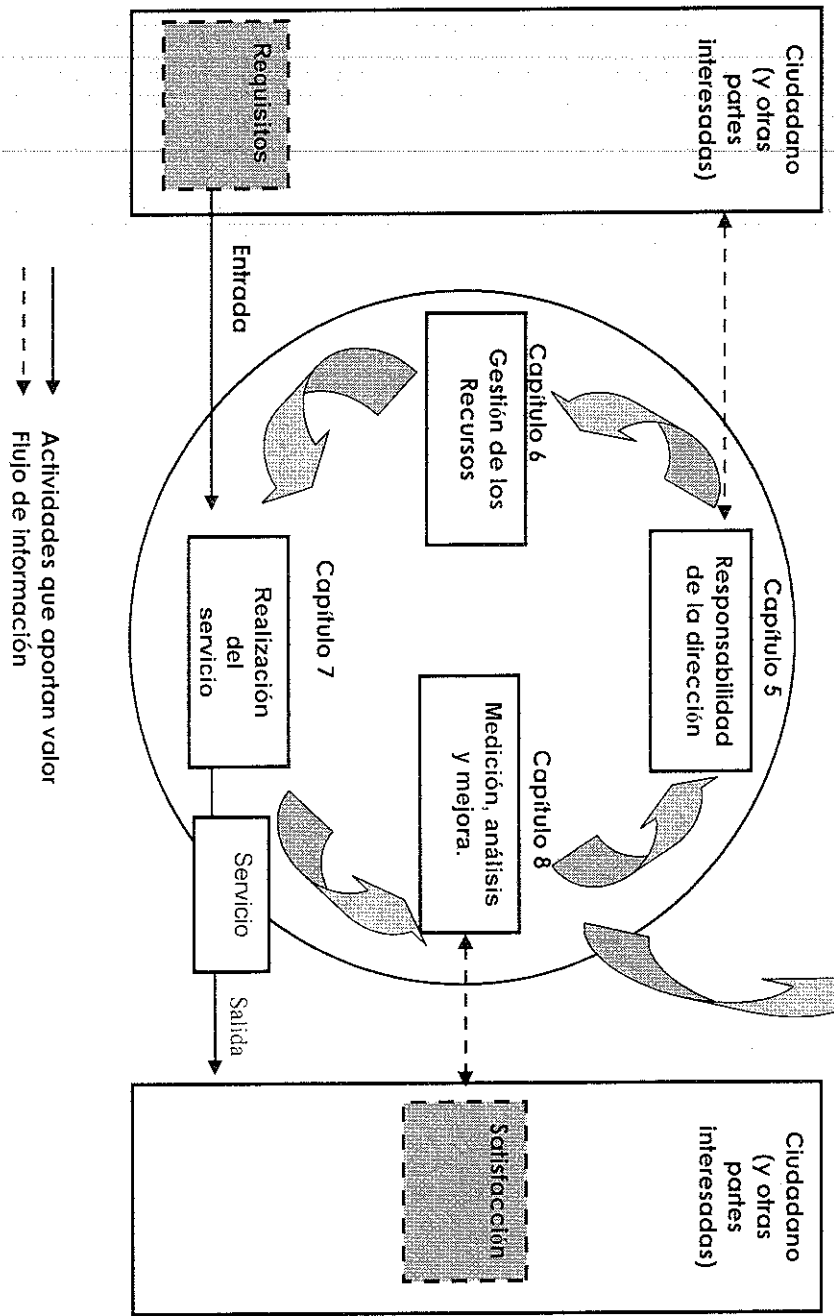 Ciudadano
(y otras
partes
interesadas)
Requisitos
Entrada
Capítulo 5
Responsabilidad
de la dirección
Capítulo 6
Gestión de los
Recursos
Capítulo 8
Medición, análisis
y mejora.
Capítulo 7
Realización
del
servicio
Servicio
Salida
Ciudadano
(y otras
partes
interesadas)
Satisfacción
Actividades que aportan valor
Flujo de información